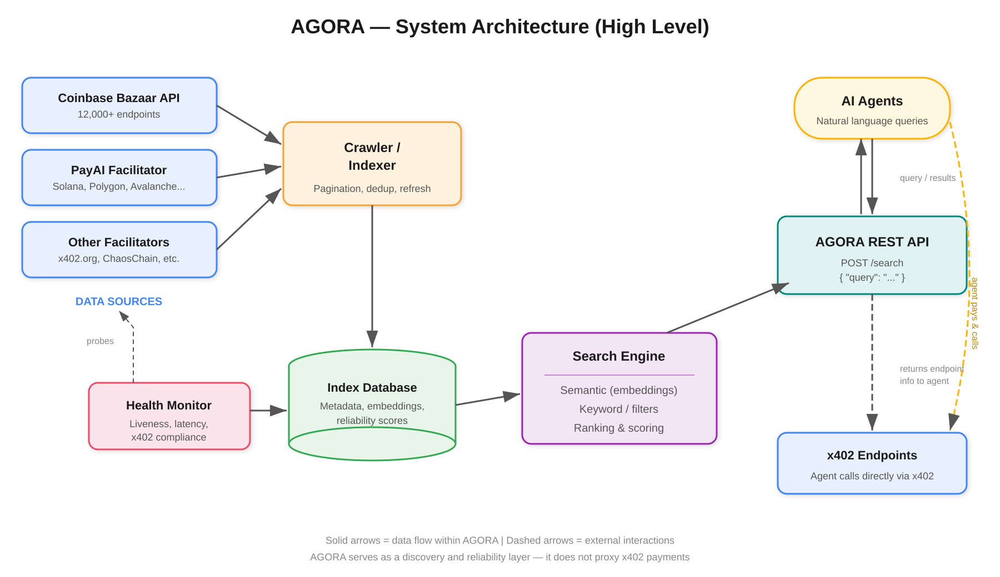 AGORA — System Architecture (High Level)
Coinbase Bazaar API
12,000+ endpoints
PayAI Facilitator
Solana, Polygon, Avalanche...
Other Facilitators
x402.org, ChaosChain, etc.
DATA SOURCES
probes
Health Monitor
Liveness, latency,
x402 compliance
Crawler /
Indexer
Pagination, dedup, refresh
Index Database
Metadata, embeddings,
reliability scores
Search Engine
Semantic (embeddings)
Keyword / filters
Ranking & scoring
AI Agents
Natural language queries
query / results
AGORA REST API
POST /search
{ "query": "..." }
agent pays & calls
returns endpoint
info to agent
x402 Endpoints
Agent calls directly via x402
Solid arrows = data flow within AGORA | Dashed arrows = external interactions
AGORA serves as a discovery and reliability layer — it does not proxy x402 payments